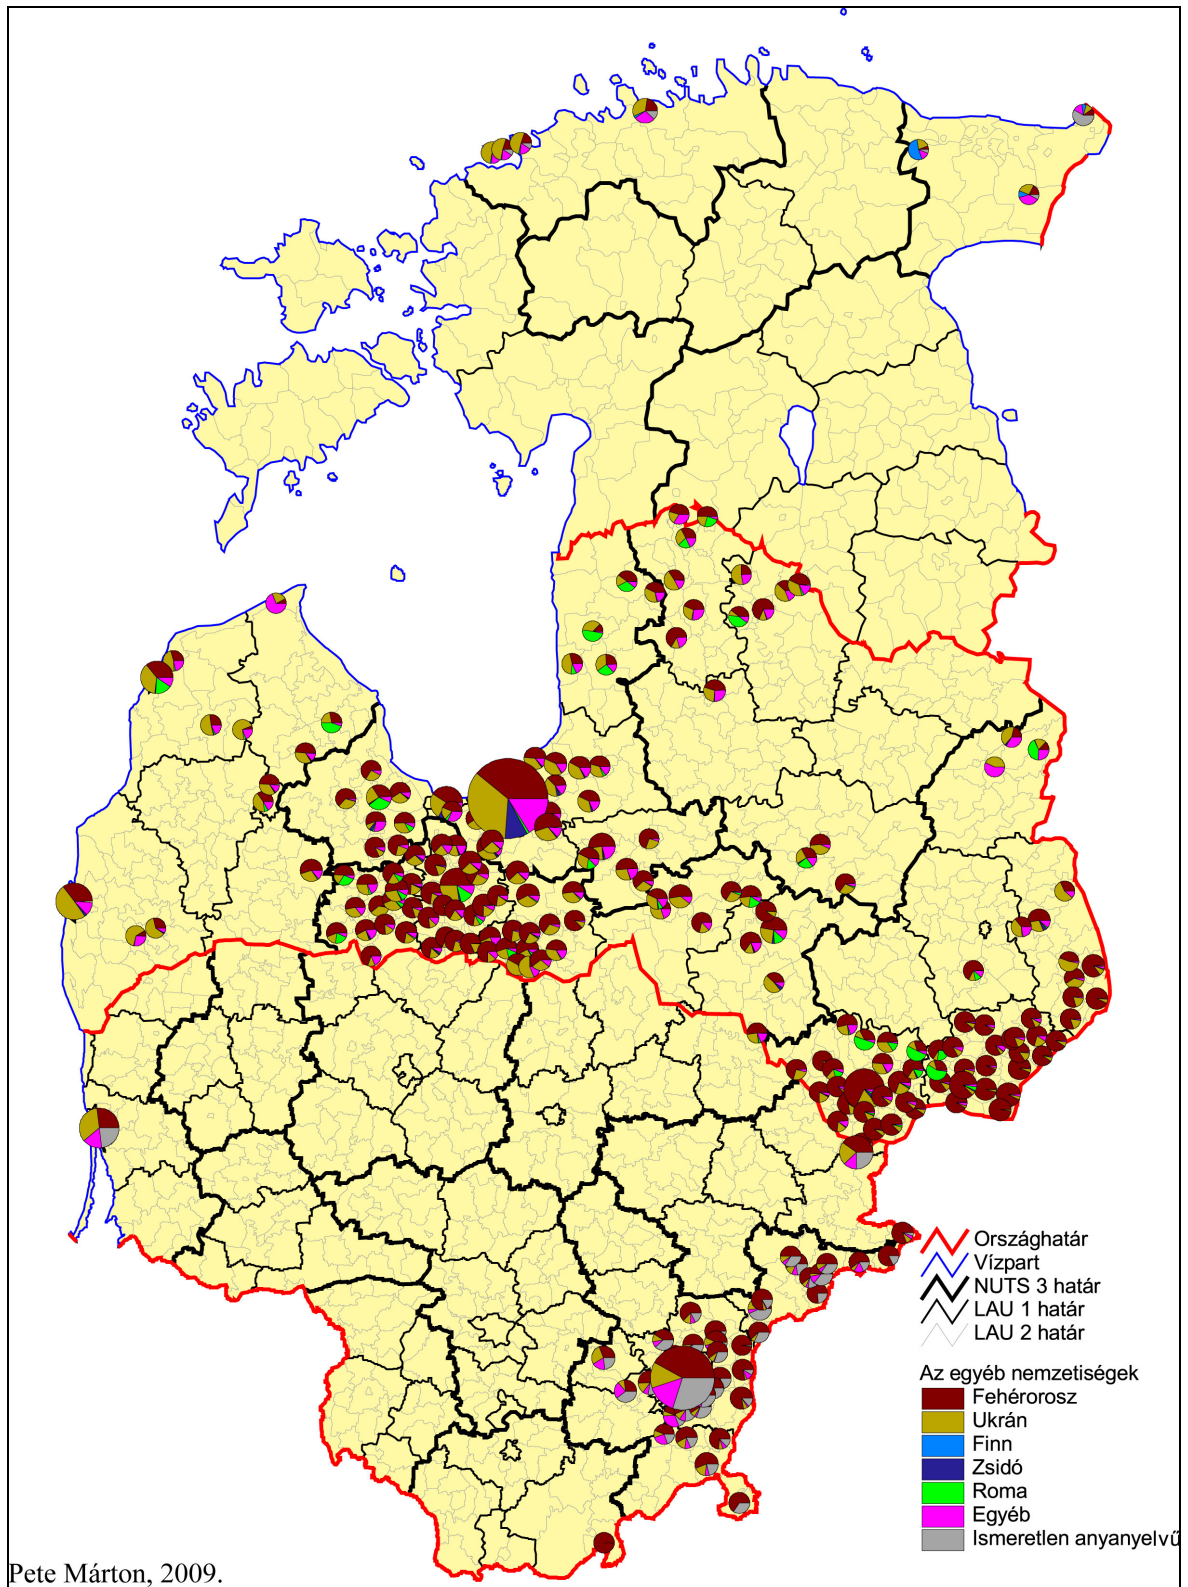 Országhatár
Vízpart
NUTS 3 határ
LAU 1 határ
LAU 2 határ
Az egyéb nemzetiségek
Fehérorosz
Ukrán
Finn
Zsidó
Roma
Egyéb
Ismeretlen anyanyelvű
Pete Márton, 2009.